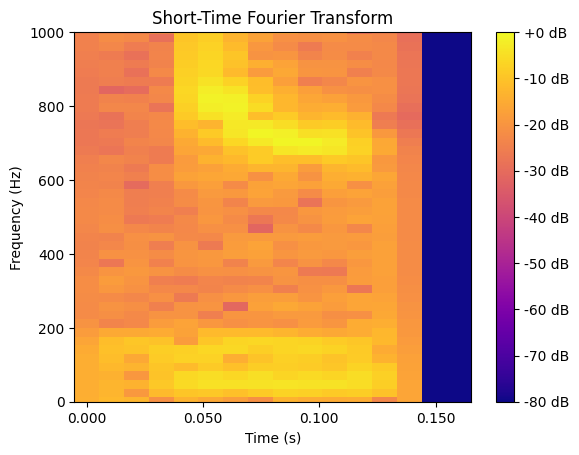 Short-Time Fourier Transform
1000
800
600
400
200
0
Frequency (Hz)
0.000
0.050
0.100
0.150
Time (s)
+0 dB
-10 dB
-20 dB
-30 dB
-40 dB
-50 dB
-60 dB
-70 dB
-80 dB